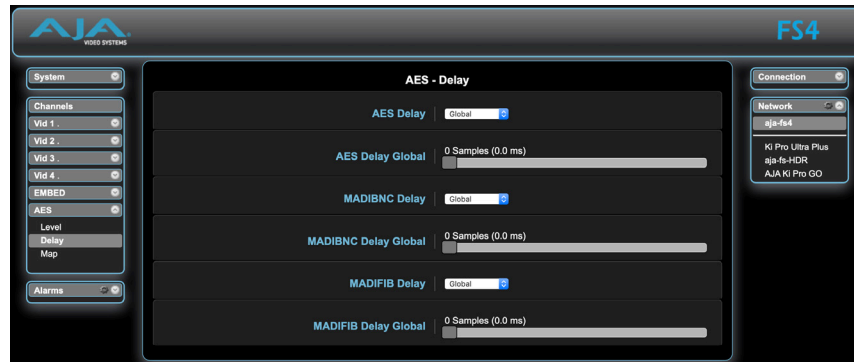 AJA
VIDEO SYSTEMS
FS4
System
Channels
Vid 1 .
Vid 2 .
Vid 3 .
Vid 4 .
EMBED
AES
Level
Delay
Map
Alarms
AES - Delay
AES Delay
Global
AES Delay Global
0 Samples (0.0 ms)
MADIBNC Delay
Global
MADIBNC Delay Global
0 Samples (0.0 ms)
MADIFIB Delay
Global
MADIFIB Delay Global
0 Samples (0.0 ms)
Connection
Network
aja-fs4
Ki Pro Ultra Plus
aja-fs-HDR
AJA Ki Pro GO